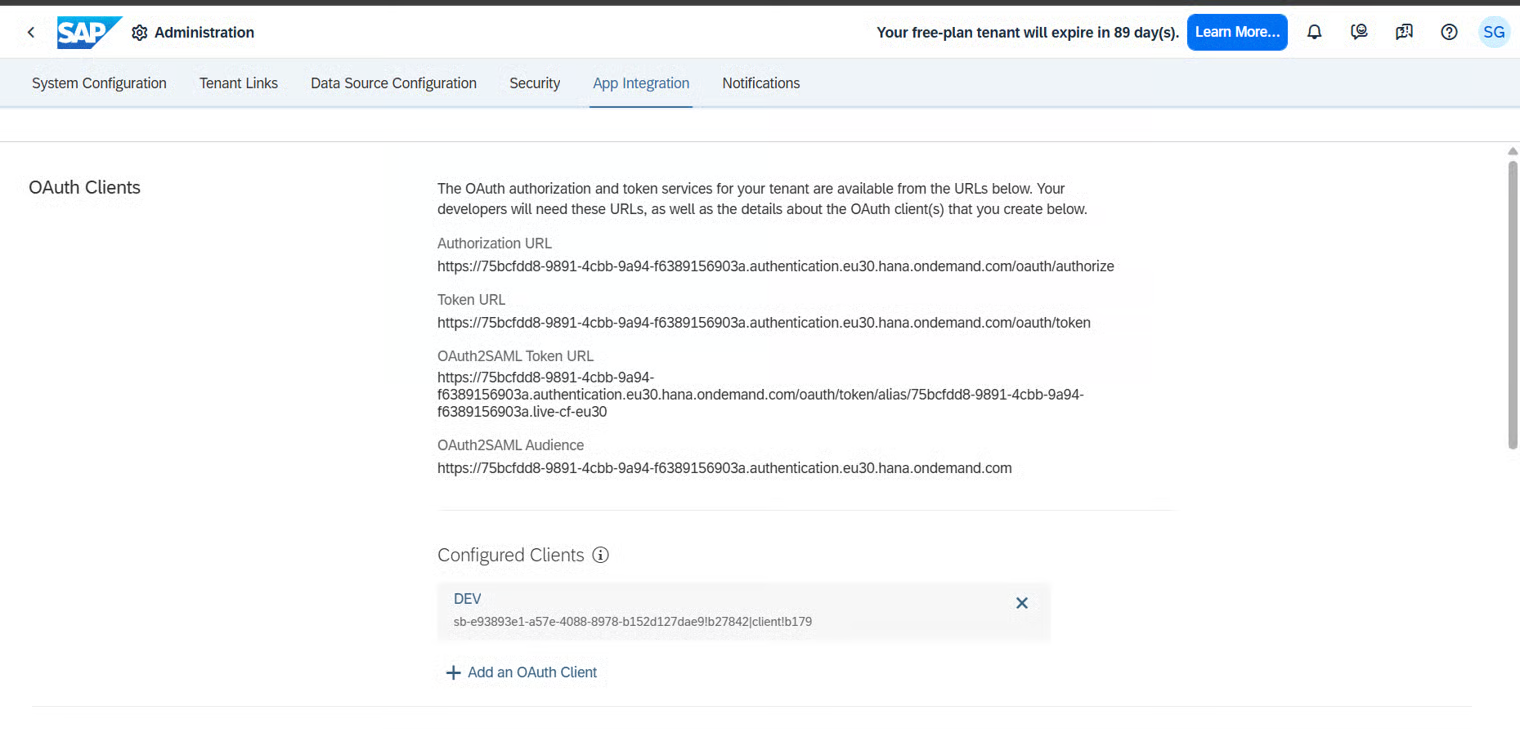 SAP Administration Your free-plan tenant will expire in 89 day(s). Learn More... SG
System Configuration Tenant Links Data Source Configuration Security App Integration Notifications
OAuth Clients
The OAuth authorization and token services for your tenant are available from the URLs below. Your
developers will need these URLs, as well as the details about the OAuth client(s) that you create below.
Authorization URL
https://75bcfdd8-9891-4cbb-9a94-f6389156903a.authentication.eu30.hana.ondemand.com/oauth/authorize
Token URL
https://75bcfdd8-9891-4cbb-9a94-f6389156903a.authentication.eu30.hana.ondemand.com/oauth/token
OAuth2SAML Token URL
https://75bcfdd8-9891-4cbb-9a94-
f6389156903a.authentication.eu30.hana.ondemand.com/oauth/token/alias/75bcfdd8-9891-4cbb-9a94-
f6389156903a.live-cf-eu30
OAuth2SAML Audience
https://75bcfdd8-9891-4cbb-9a94-f6389156903a.authentication.eu30.hana.ondemand.com
Configured Clients
DEV
sb-e93893e1-a57e-4088-8978-b152d127dae9!b27842|client!b179
Add an OAuth Client